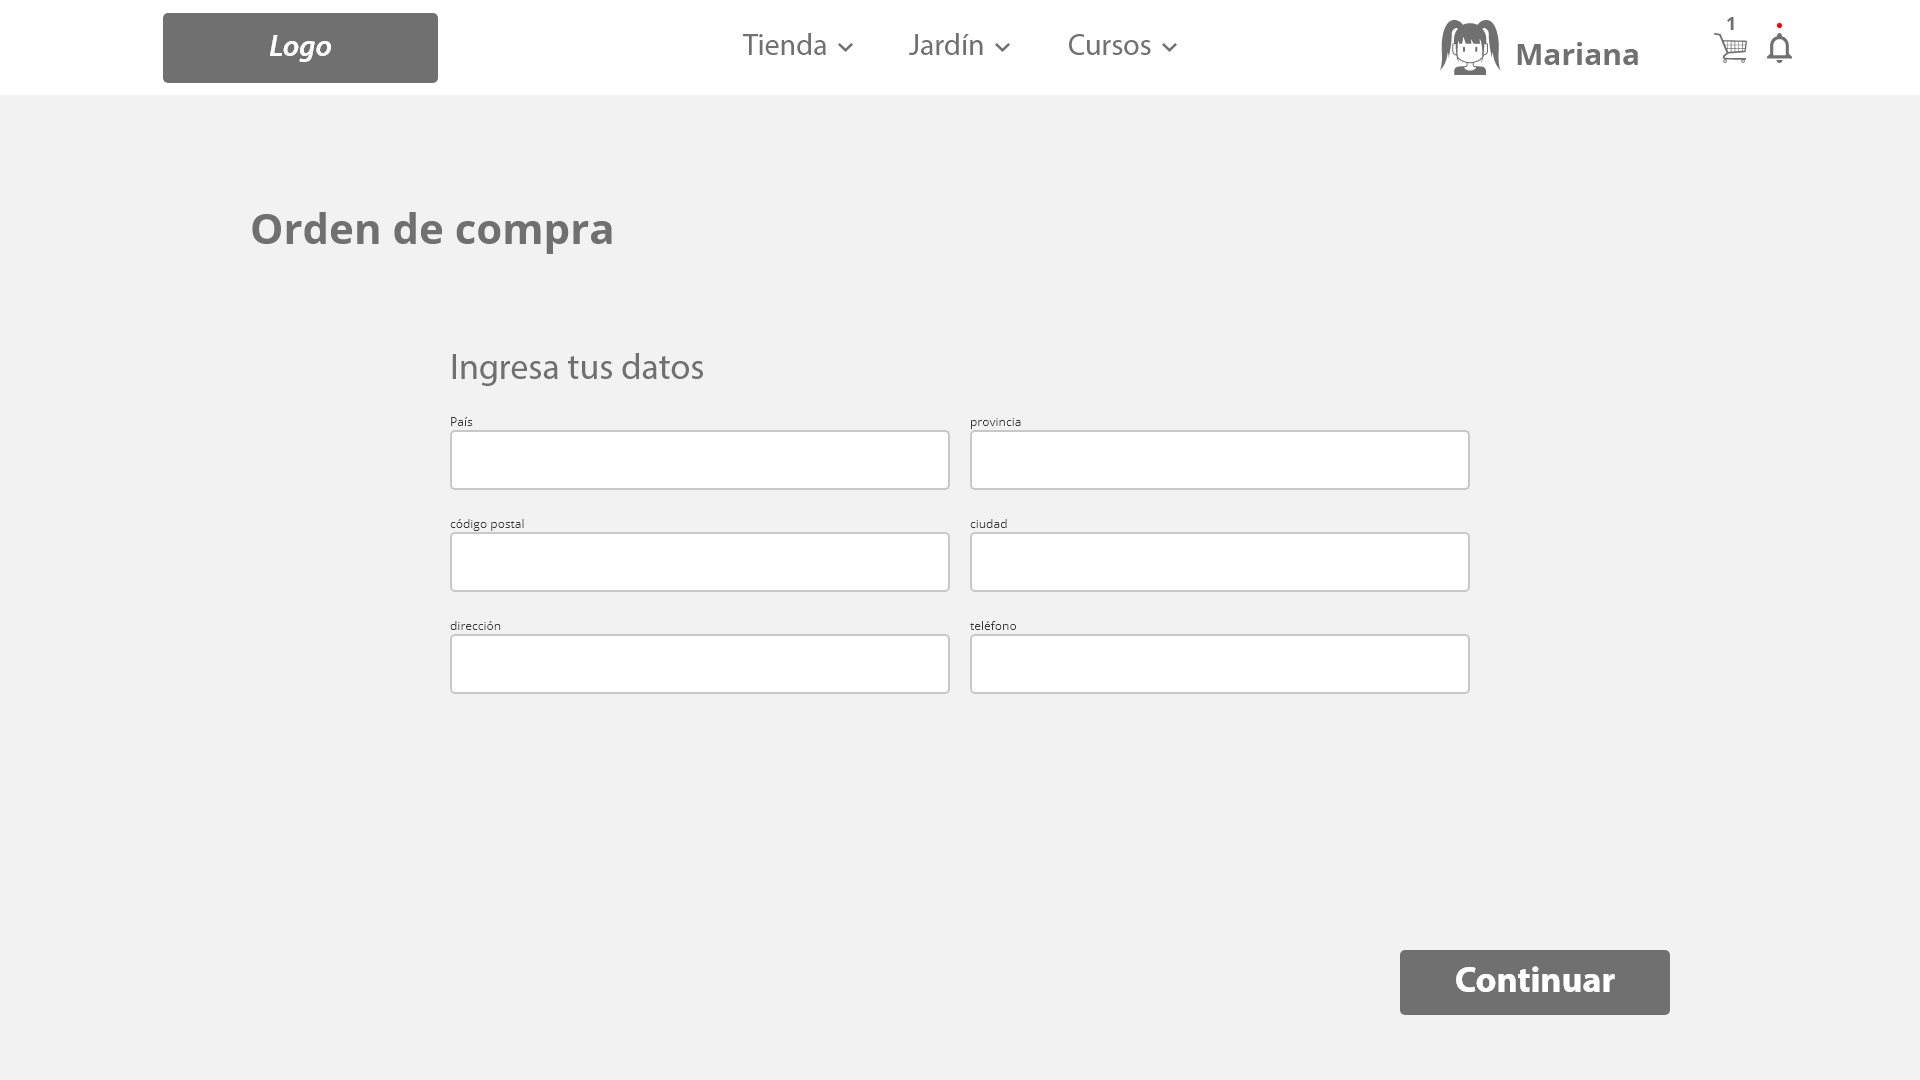 Logo
Tienda
Jardín
Cursos
Mariana
1
Orden de compra
Ingresa tus datos
País
provincia
código postal
ciudad
dirección
teléfono
Continuar